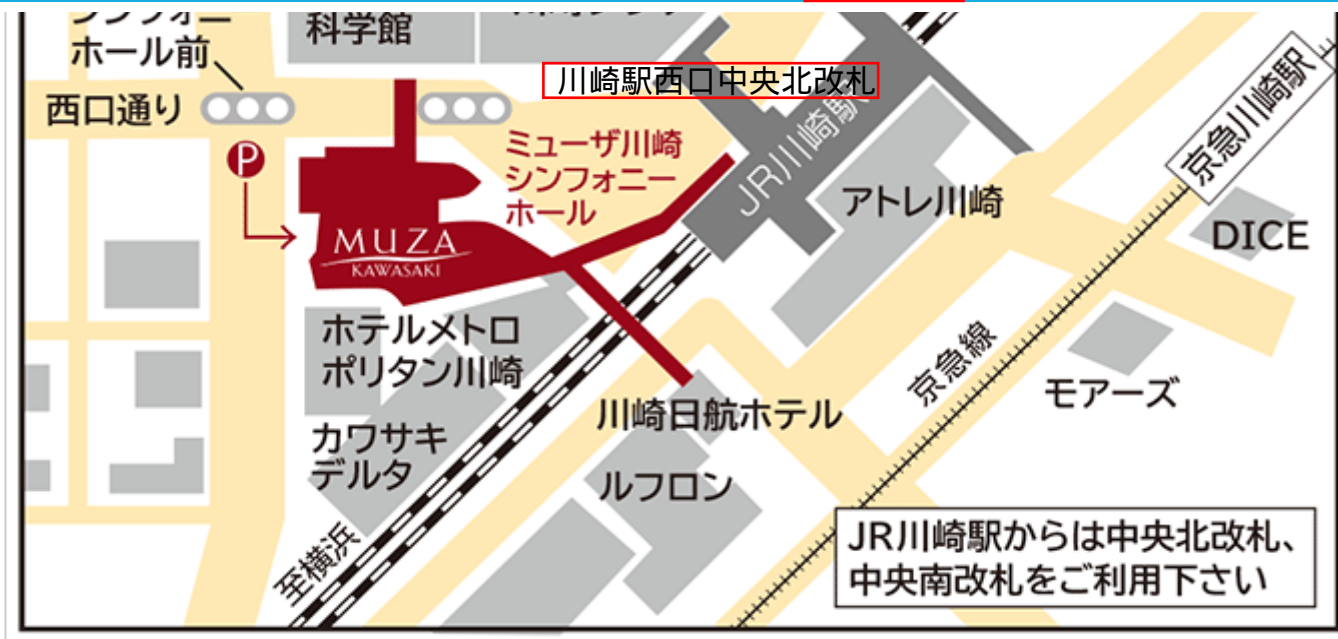 ホール前
科学館
川崎駅西口中央北改札
西口通り
P
ミューザ川崎
シンフォニー
ホール
JR川崎駅
京急川崎駅
アトレ川崎
DICE
MUZA
KAWASAKI
ホテルメトロ
ポリタン川崎
京急線
モアーズ
川崎日航ホテル
カワサキ
デルタ
ルフロン
至横浜
JR川崎駅からは中央北改札、
中央南改札をご利用下さい